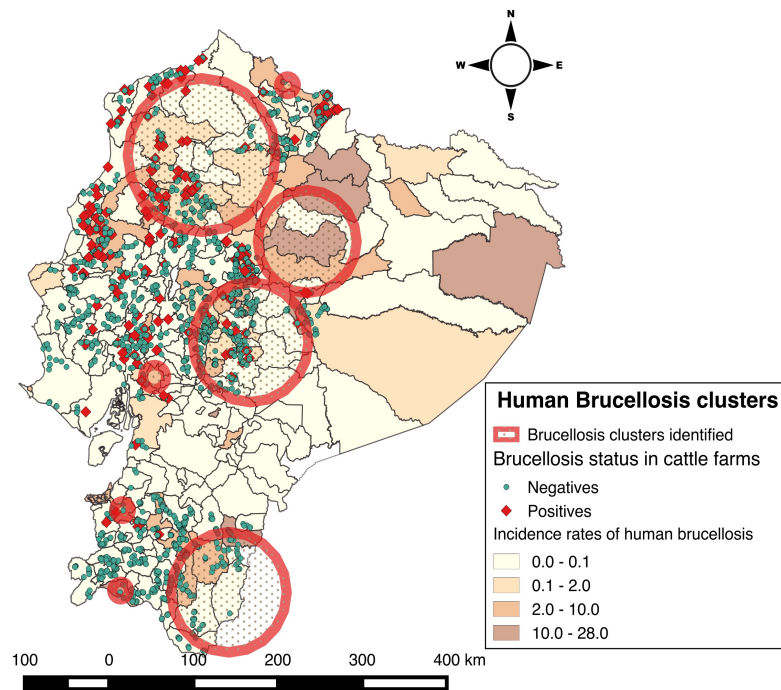 N
W
E
S
Human Brucellosis clusters
Brucellosis clusters identified
Brucellosis status in cattle farms
Negatives
Positives
Incidence rates of human brucellosis
0.0 - 0.1
0.1 - 2.0
2.0 - 10.0
10.0 - 28.0
100 0 100 200 300 400 km